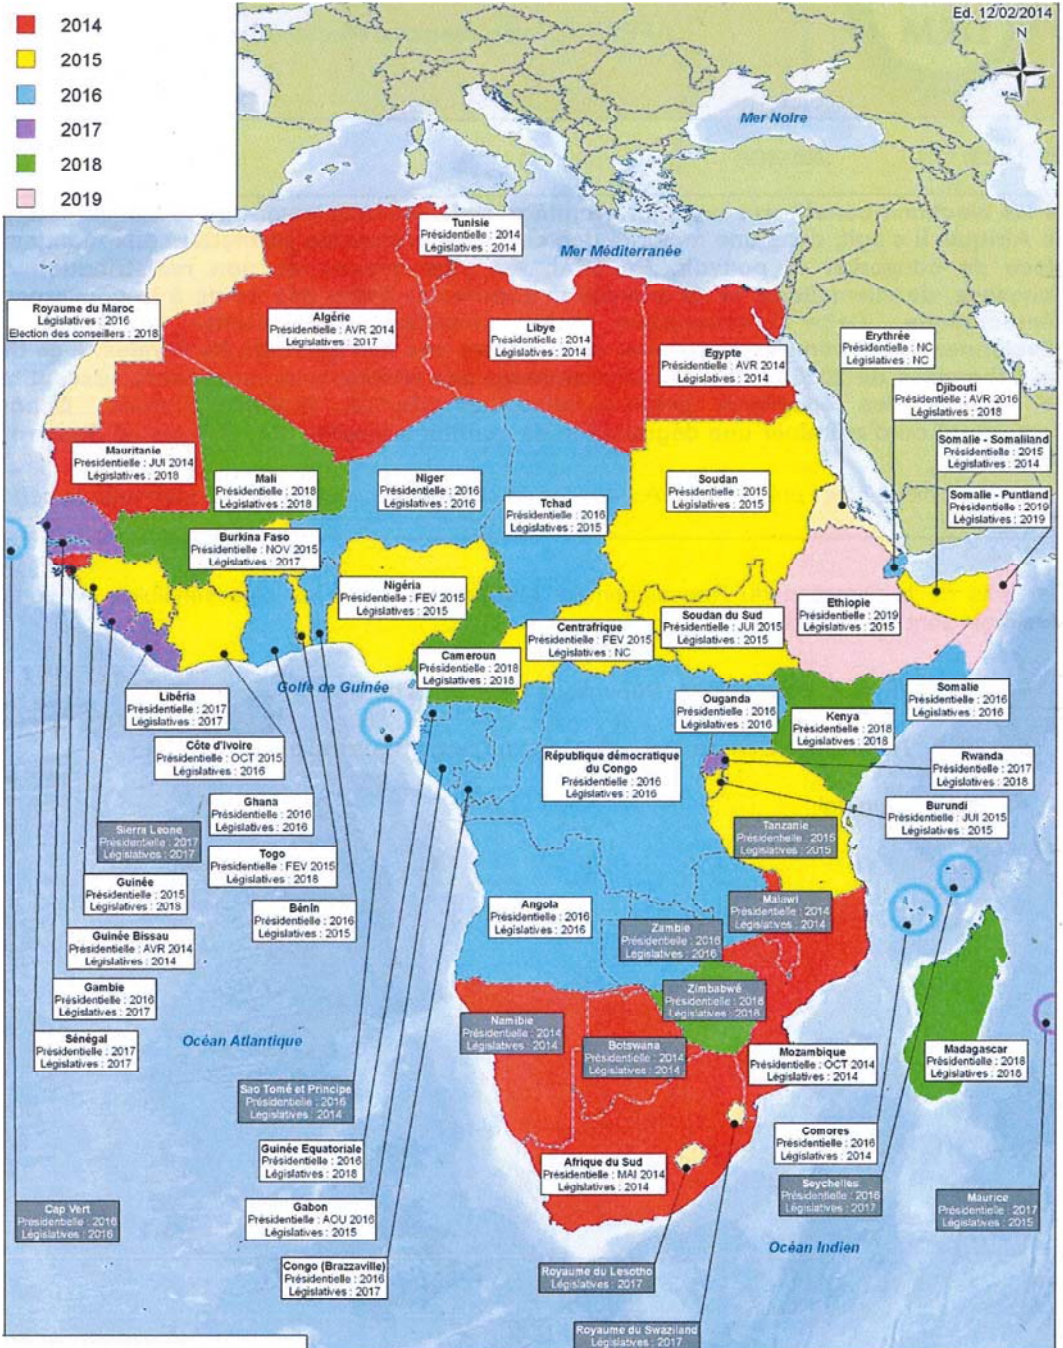 2014
2015
2016
2017
2018
2019
Ed. 12/02/2014
N
Mer Noire
Mer Méditerranée
Tunisie
Présidentielle : 2014
Législatives : 2014
Royaume du Maroc
Législatives : 2016
Election des conseillers : 2018
Algérie
Présidentielle : AVR 2014
Législatives : 2017
Libye
Présidentielle : 2014
Législatives : 2014
Egypte
Présidentielle : AVR 2014
Législatives : 2014
Erythrée
Présidentielle : NC
Législatives : NC
Djibouti
Présidentielle : AVR 2016
Législatives : 2018
Somalie - Somaliland
Présidentielle : 2015
Législatives : 2014
Somalie - Puntland
Présidentielle : 2019
Législatives : 2019
Mauritanie
Présidentielle : JUI 2014
Législatives : 2018
Mali
Présidentielle : 2018
Législatives : 2018
Niger
Présidentielle : 2016
Législatives : 2016
Tchad
Présidentielle : 2016
Législatives : 2015
Soudan
Présidentielle : 2015
Législatives : 2015
Burkina Faso
Présidentielle : NOV 2015
Législatives : 2017
Nigéria
Présidentielle : FEV 2015
Législatives : 2015
Centrafrique
Présidentielle : FEV 2015
Législatives : NC
Soudan du Sud
Présidentielle : JUI 2015
Législatives : 2015
Ethiopie
Présidentielle : 2019
Législatives : 2015
Cameroun
Présidentielle : 2018
Législatives : 2018
Golfe de Guinée
Libéria
Présidentielle : 2017
Législatives : 2017
Ouganda
Présidentielle : 2016
Législatives : 2016
Kenya
Présidentielle : 2018
Législatives : 2018
Somalie
Présidentielle : 2016
Législatives : 2016
Côte d'Ivoire
Présidentielle : OCT 2015
Législatives : 2016
République démocratique
du Congo
Présidentielle : 2016
Législatives : 2016
Rwanda
Présidentielle : 2017
Législatives : 2018
Ghana
Présidentielle : 2016
Législatives : 2016
Burundi
Présidentielle : JUI 2015
Législatives : 2015
Sierra Leone
Présidentielle : 2017
Législatives : 2017
Tanzanie
Présidentielle : 2015
Législatives : 2015
Togo
Présidentielle : FEV 2015
Législatives : 2018
Guinée
Présidentielle : 2015
Législatives : 2018
Bénin
Présidentielle : 2016
Législatives : 2015
Angola
Présidentielle : 2016
Législatives : 2016
Malawi
Présidentielle : 2014
Législatives : 2014
Zambie
Présidentielle : 2016
Législatives : 2016
Guinée Bissau
Présidentielle : AVR 2014
Législatives : 2014
Gambie
Présidentielle : 2016
Législatives : 2017
Zimbabwé
Présidentielle : 2018
Législatives : 2018
Sénégal
Présidentielle : 2017
Législatives : 2017
Océan Atlantique
Namibie
Présidentielle : 2014
Législatives : 2014
Botswana
Présidentielle : 2014
Législatives : 2014
Mozambique
Présidentielle : OCT 2014
Législatives : 2014
Madagascar
Présidentielle : 2018
Législatives : 2018
Sao Tomé et Principe
Présidentielle : 2016
Législatives : 2014
Comores
Présidentielle : 2016
Législatives : 2014
Guinée Equatoriale
Présidentielle : 2016
Législatives : 2018
Afrique du Sud
Présidentielle : MAI 2014
Législatives : 2014
Seychelles
Présidentielle : 2016
Législatives : 2017
Maurice
Présidentielle : 2017
Législatives : 2015
Cap Vert
Présidentielle : 2016
Législatives : 2016
Gabon
Présidentielle : AOU 2016
Législatives : 2015
Océan Indien
Congo (Brazzaville)
Présidentielle : 2016
Législatives : 2017
Royaume du Lesotho
Législatives : 2017
Royaume du Swaziland
Législatives : 2017